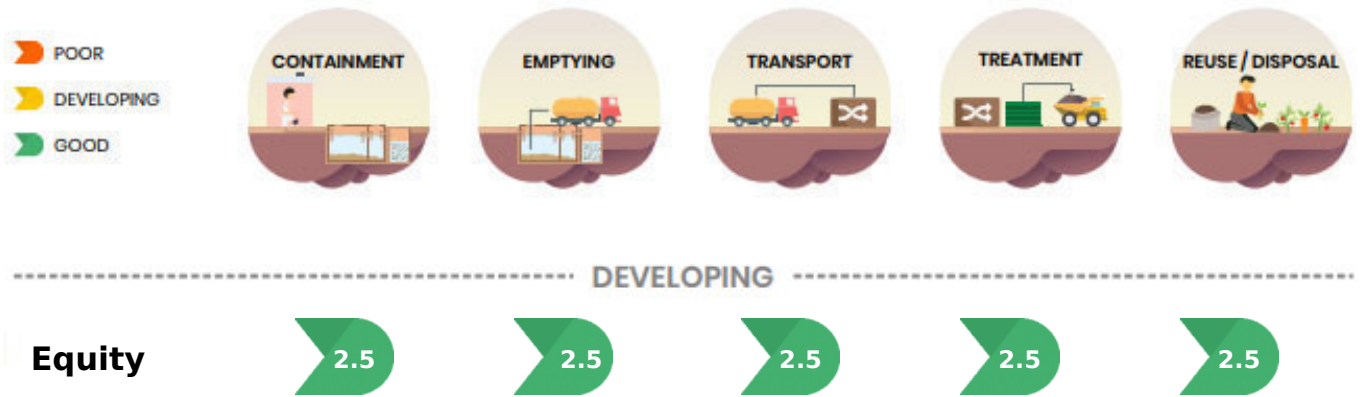 POOR
DEVELOPING
GOOD
CONTAINMENT
EMPTYING
TRANSPORT
TREATMENT
REUSE / DISPOSAL
DEVELOPING
Equity 2.5 2.5 2.5 2.5 2.5